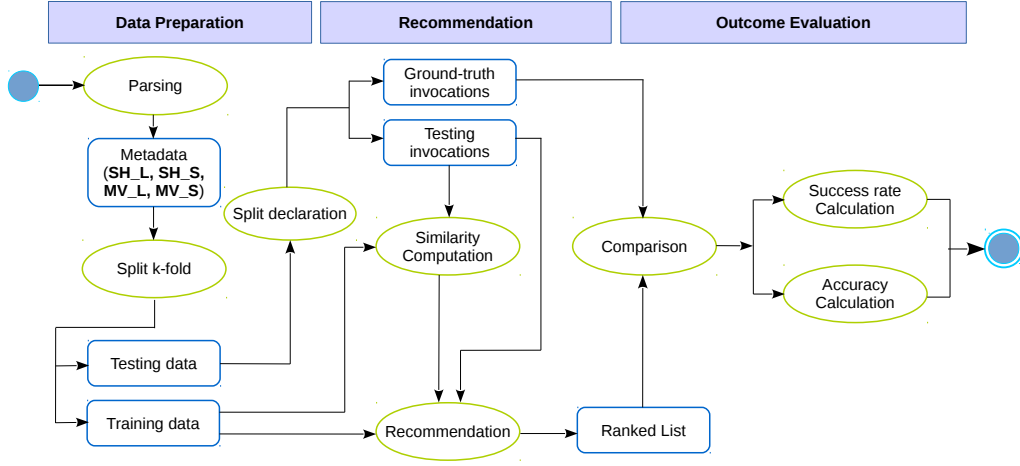 Data Preparation
Recommendation
Outcome Evaluation
Parsing
Metadata
(SH_L, SH_S,
MV_L, MV_S)
Split k-fold
Testing data
Training data
Split declaration
Ground-truth
invocations
Testing
invocations
Similarity
Computation
Recommendation
Ranked List
Comparison
Success rate
Calculation
Accuracy
Calculation